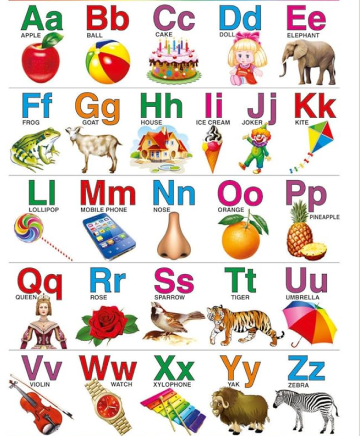 Aa Bb Cc Dd Ee
APPLE BALL CAKE DOLL ELEPHANT
Ff Gg Hh Ii Jj Kk
FROG GOAT HOUSE ICE CREAM JOKER KITE
Ll Mm Nn Oo Pp
LOLLIPOP MOBILE PHONE NOSE ORANGE PINEAPPLE
Qq Rr Ss Tt Uu
QUEEN ROSE SPARROW TIGER UMBRELLA
Vv Ww Xx Yy Zz
VIOLIN WATCH XYLOPHONE YAK ZEBRA